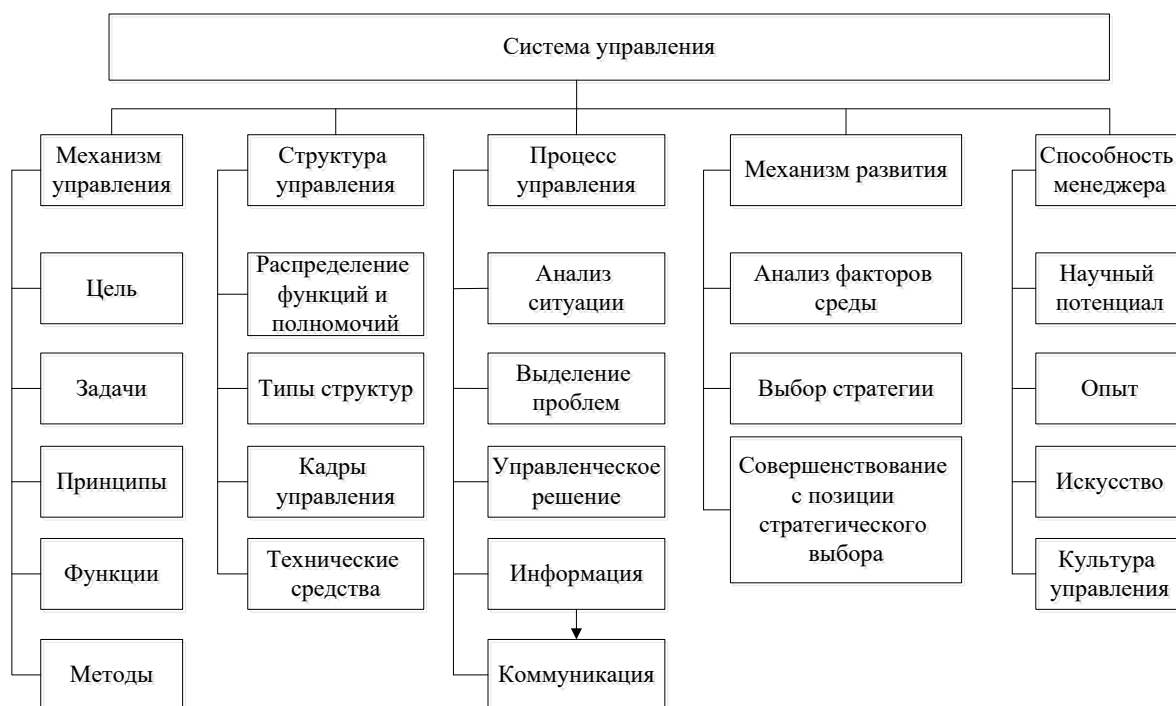 Система управления
Механизм
управления
Цель
Задачи
Принципы
Функции
Методы
Структура
управления
Распределение
функций и
полномочий
Типы структур
Кадры
управления
Технические
средства
Процесс
управления
Анализ
ситуации
Выделение
проблем
Управленческое
решение
Информация
Коммуникация
Механизм развития
Анализ факторов
среды
Выбор стратегии
Совершенствование
с позиции
стратегического
выбора
Способность
менеджера
Научный
потенциал
Опыт
Искусство
Культура
управления